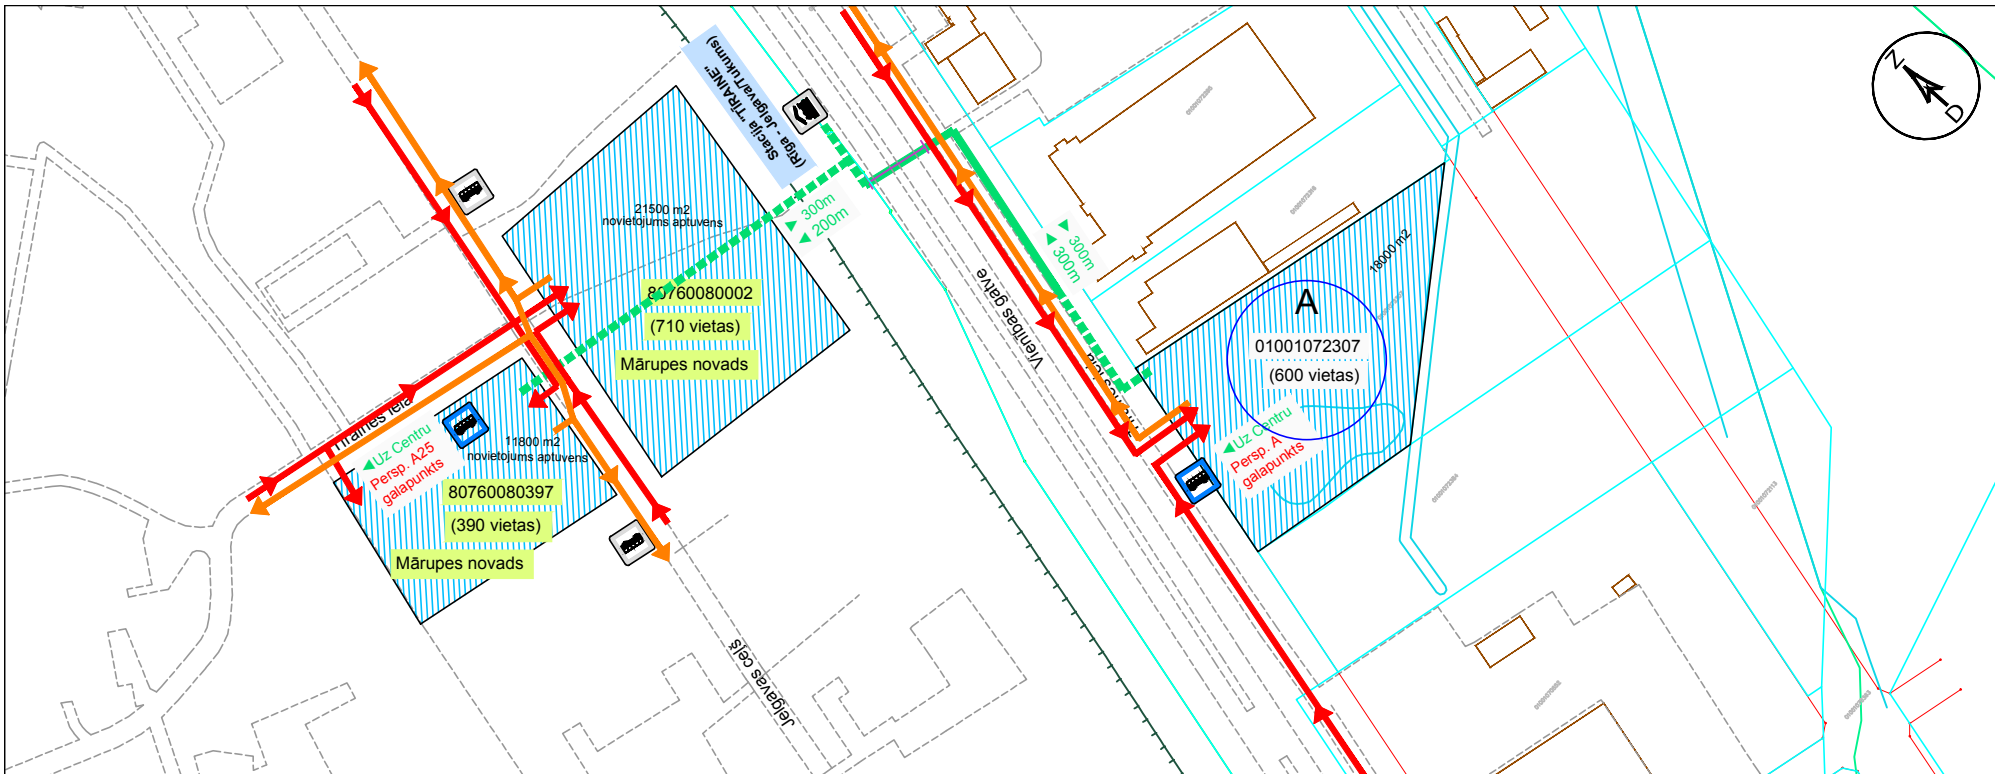 Stacija "TĪRAINE"
(Rīga - Jelgava/Tukums)
Z
D
21500 m2
novietojums aptuvens
300m
200m
80760080002
(710 vietas)
Mārupes novads
Tīraines iela
Uz Centru
Persp. A25
galapunkts
11800 m2
novietojums aptuvens
80760080397
(390 vietas)
Mārupes novads
Jelgavas ceļš
Vienības gatve
300m
300m
18000 m2
A
01001072307
(600 vietas)
Uz Centru
Persp. A
galapunkts